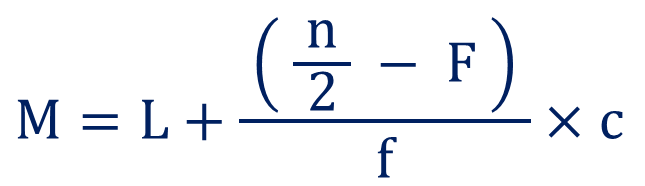 M = L + ( n/2 − F ) / f × c